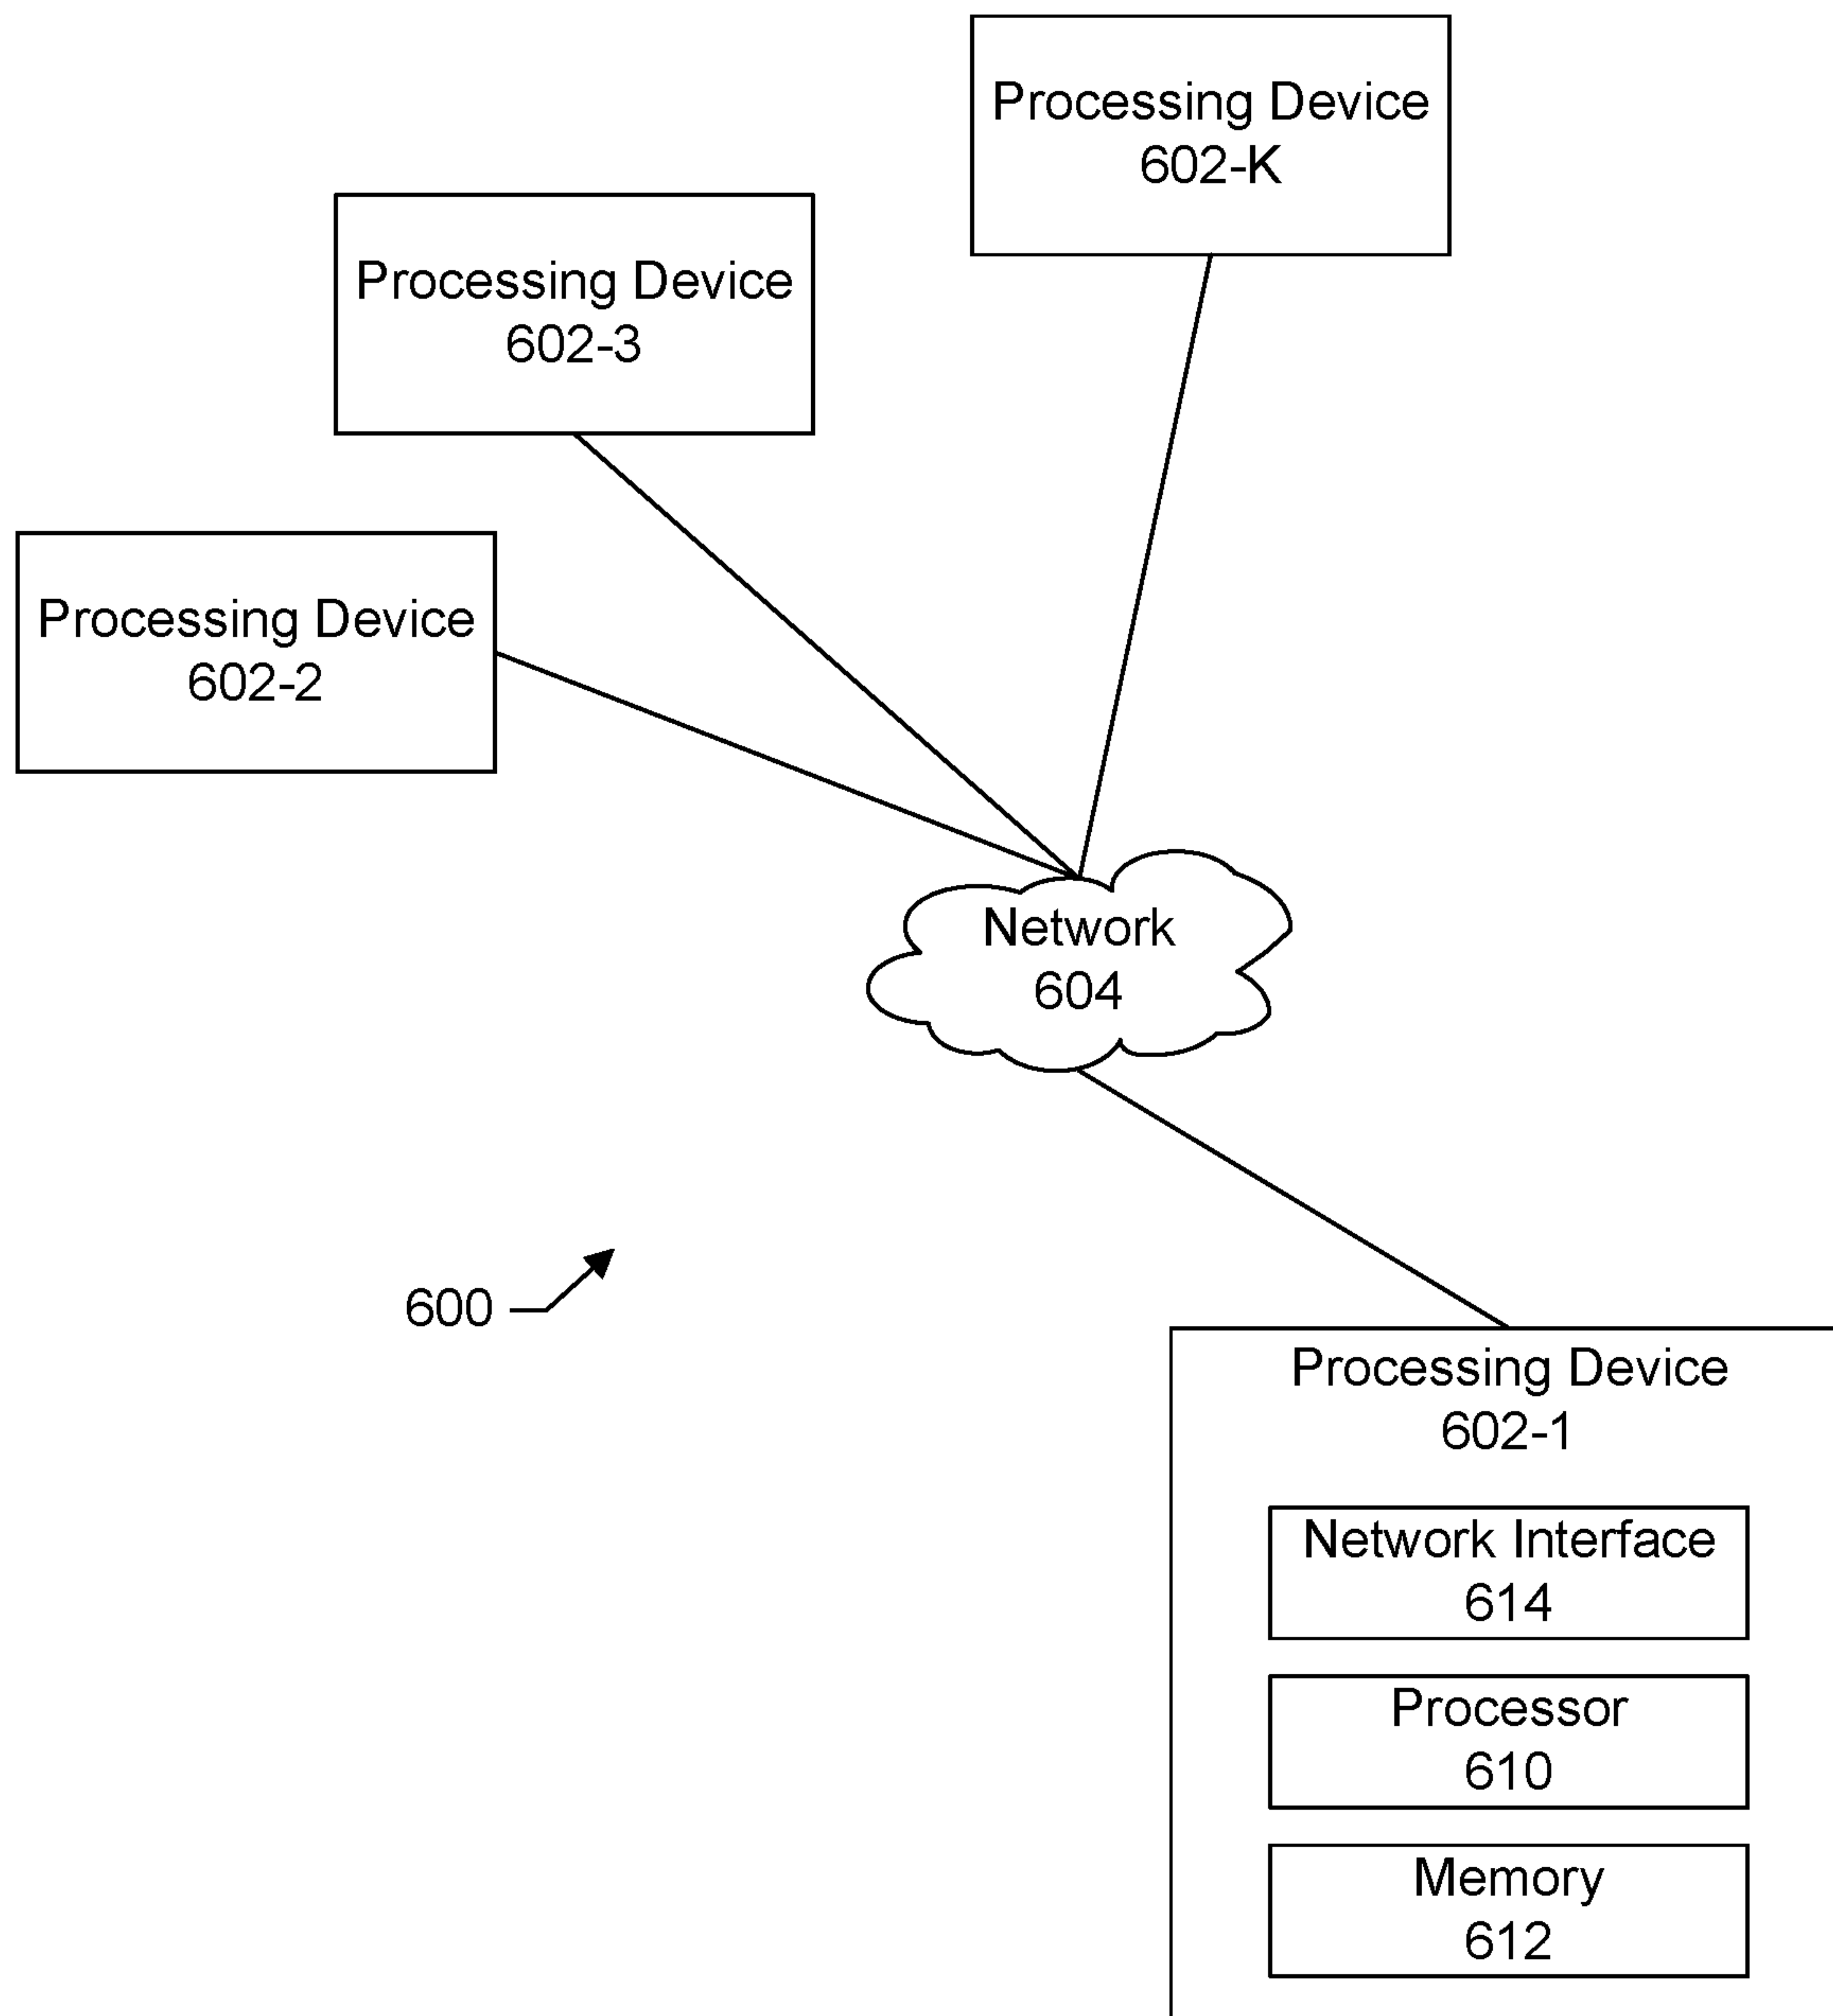 Processing Device
602-K
Processing Device
602-3
Processing Device
602-2
Network
604
600
Processing Device
602-1
Network Interface
614
Processor
610
Memory
612